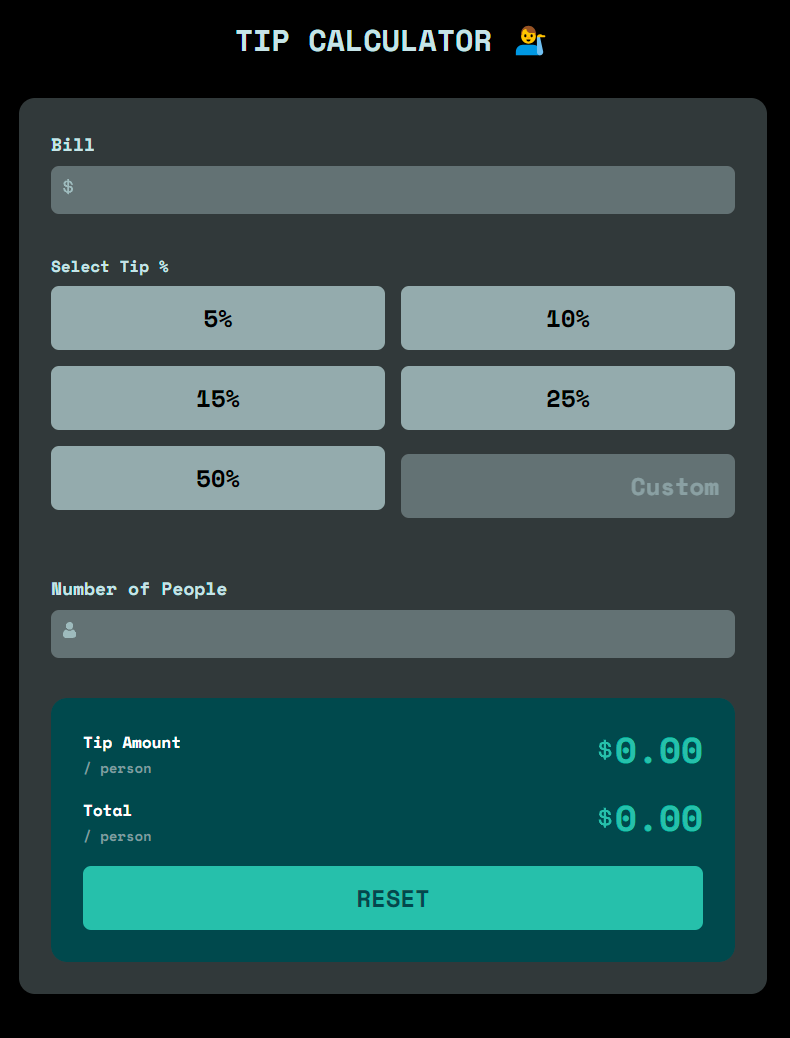 TIP CALCULATOR 💁‍♂️
Bill
$
Select Tip %
5% 10%
15% 25%
50% Custom
Number of People
Tip Amount $0.00
/ person
Total $0.00
/ person
RESET